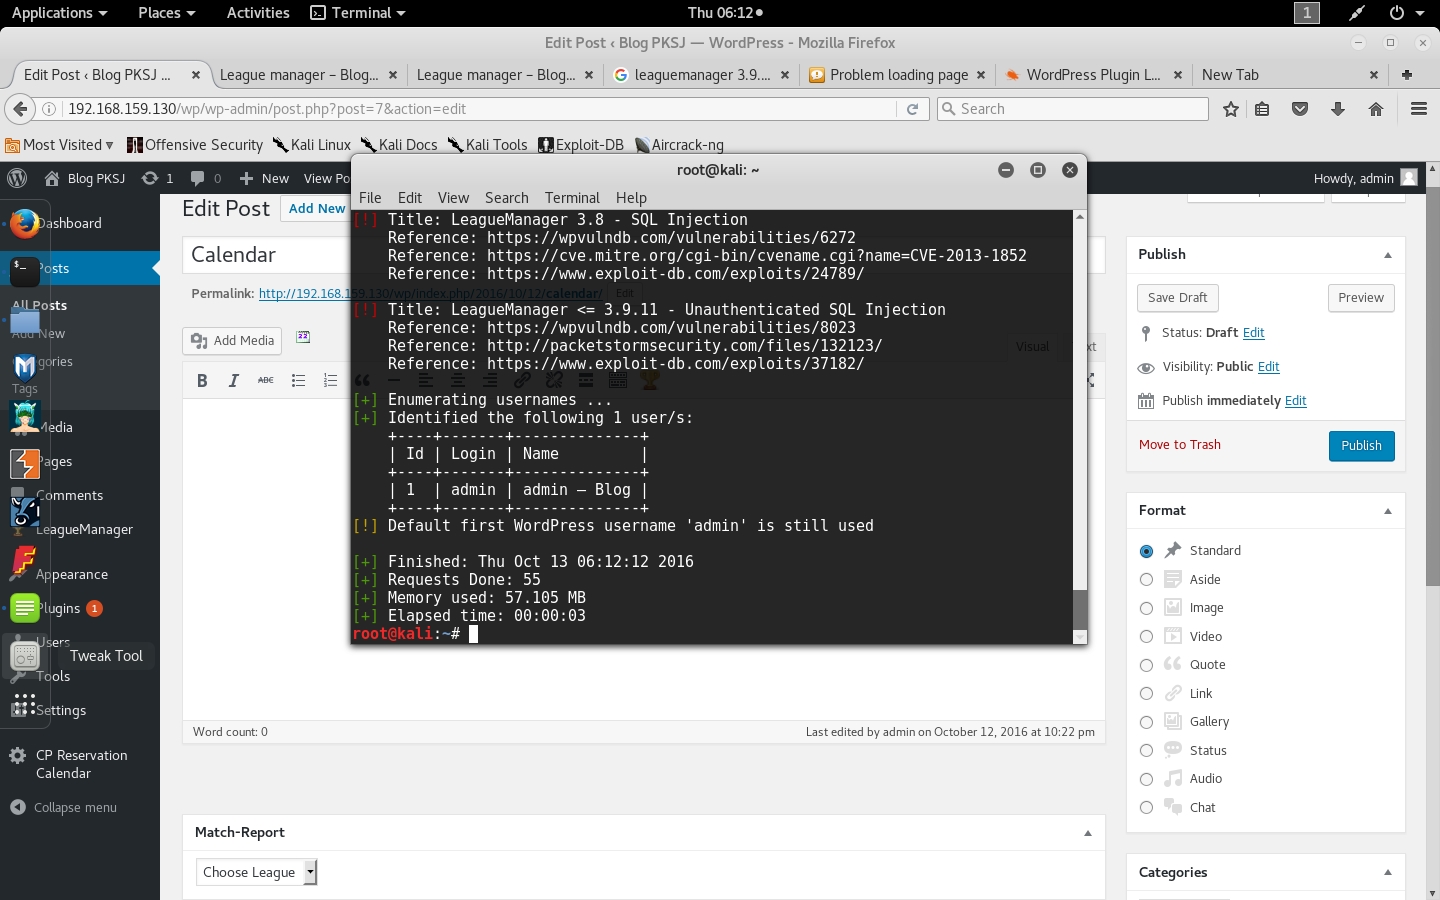 Applications Places Activities Terminal Thu 06:12 1
Edit Post ‹ Blog PKSJ — WordPress - Mozilla Firefox
Edit Post ‹ Blog PKSJ ... League manager – Blog... League manager – Blog... leaguemanager 3.9.... Problem loading page WordPress Plugin L... New Tab
192.168.159.130/wp/wp-admin/post.php?post=7&action=edit Search
Most Visited Offensive Security Kali Linux Kali Docs Kali Tools Exploit-DB Aircrack-ng
Blog PKSJ 1 0 New View Po Howdy, admin
root@kali: ~
File Edit View Search Terminal Help
Dashboard
Posts
All Posts
Add New
gories
Tags
Media
Pages
Comments
LeagueManager
Appearance
Plugins 1
Users
Tweak Tool
Tools
Settings
CP Reservation
Calendar
Collapse menu
Edit Post Add New
Calendar
Permalink: http://192.168.159.130/wp/index.php/2016/10/12/calendar/ Edit
Add Media
Visual xt
B I ABC
[!] Title: LeagueManager 3.8 - SQL Injection
Reference: https://wpvulndb.com/vulnerabilities/6272
Reference: https://cve.mitre.org/cgi-bin/cvename.cgi?name=CVE-2013-1852
Reference: https://www.exploit-db.com/exploits/24789/
[!] Title: LeagueManager <= 3.9.11 - Unauthenticated SQL Injection
Reference: https://wpvulndb.com/vulnerabilities/8023
Reference: http://packetstormsecurity.com/files/132123/
Reference: https://www.exploit-db.com/exploits/37182/
[+] Enumerating usernames ...
[+] Identified the following 1 user/s:
+----+-------+--------------+
| Id | Login | Name         |
+----+-------+--------------+
| 1  | admin | admin – Blog |
+----+-------+--------------+
[!] Default first WordPress username 'admin' is still used
[+] Finished: Thu Oct 13 06:12:12 2016
[+] Requests Done: 55
[+] Memory used: 57.105 MB
[+] Elapsed time: 00:00:03
root@kali:~#
Word count: 0 Last edited by admin on October 12, 2016 at 10:22 pm
Match-Report
Choose League
Publish
Save Draft Preview
Status: Draft Edit
Visibility: Public Edit
Publish immediately Edit
Move to Trash Publish
Format
Standard
Aside
Image
Video
Quote
Link
Gallery
Status
Audio
Chat
Categories